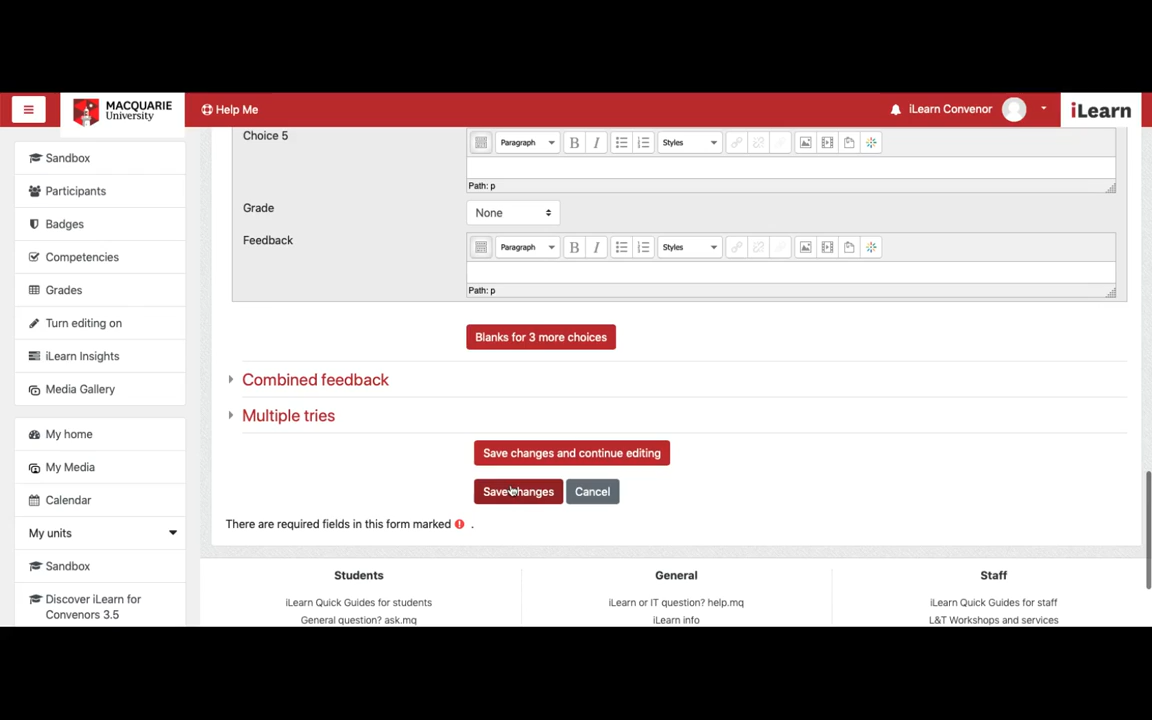 MACQUARIE
University
Help Me
iLearn Convenor
iLearn
Sandbox
Participants
Badges
Competencies
Grades
Turn editing on
iLearn Insights
Media Gallery
My home
My Media
Calendar
My units
Sandbox
Discover iLearn for
Convenors 3.5
Choice 5
Paragraph
B
I
Styles
Path: p
Grade
None
Feedback
Paragraph
B
I
Styles
Path: p
Blanks for 3 more choices
Combined feedback
Multiple tries
Save changes and continue editing
Save changes
Cancel
There are required fields in this form marked ! .
Students
iLearn Quick Guides for students
General question? ask.mq
General
iLearn or IT question? help.mq
iLearn info
Staff
iLearn Quick Guides for staff
L&T Workshops and services